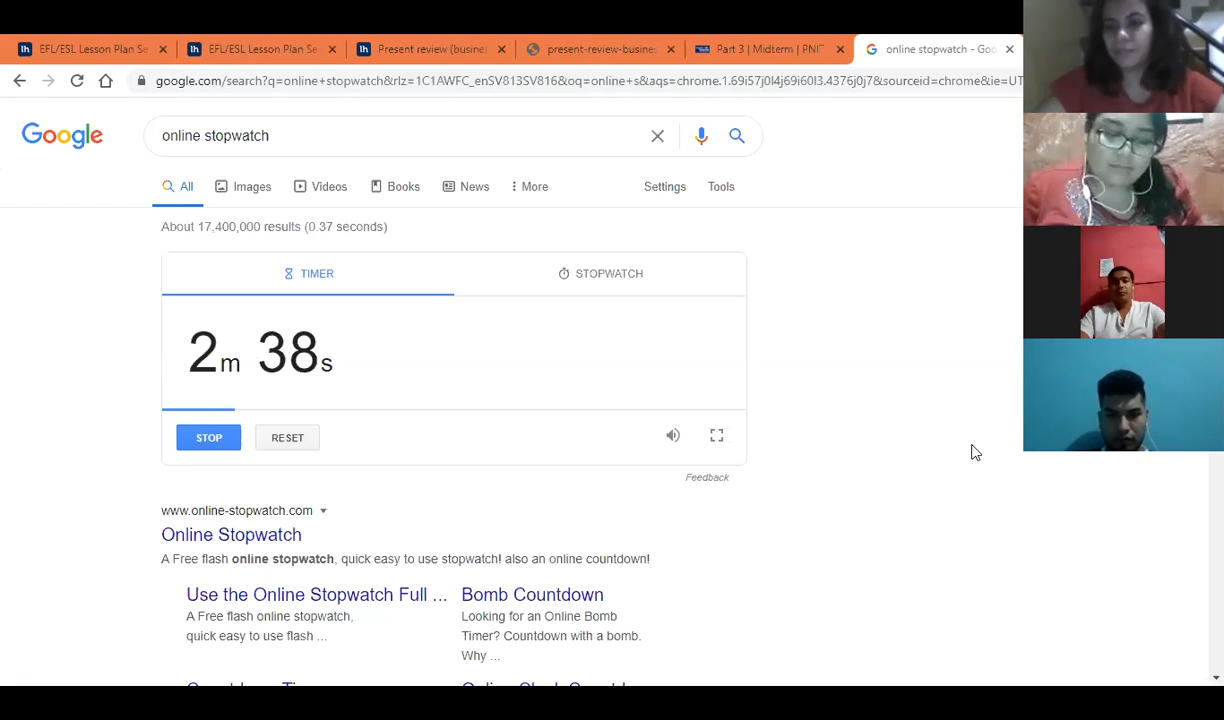 EFL/ESL Lesson Plan Se
EFL/ESL Lesson Plan Se
Present review (busine
present-review-busines
Part 3 | Midterm | PNIT
online stopwatch - Goo
google.com/search?q=online+stopwatch&rlz=1C1AWFC_enSV813SV816&oq=online+s&aqs=chrome.1.69i57j0l4j69i60l3.4376j0j7&sourceid=chrome&ie=UT
Google
online stopwatch
All
Images
Videos
Books
News
More
Settings
Tools
About 17,400,000 results (0.37 seconds)
TIMER
STOPWATCH
2m 38s
STOP
RESET
Feedback
www.online-stopwatch.com
Online Stopwatch
A Free flash online stopwatch, quick easy to use stopwatch! also an online countdown!
Use the Online Stopwatch Full ...
A Free flash online stopwatch,
quick easy to use flash ...
Bomb Countdown
Looking for an Online Bomb
Timer? Countdown with a bomb.
Why ...